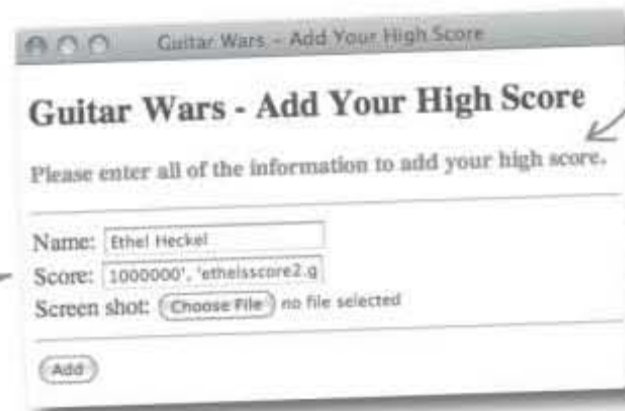 Guitar Wars - Add Your High Score
Guitar Wars - Add Your High Score
Please enter all of the information to add your high score.
Name: Ethel Heckel
Score: 1000000', 'ethelsscore2.g
Screen shot: Choose File no file selected
Add